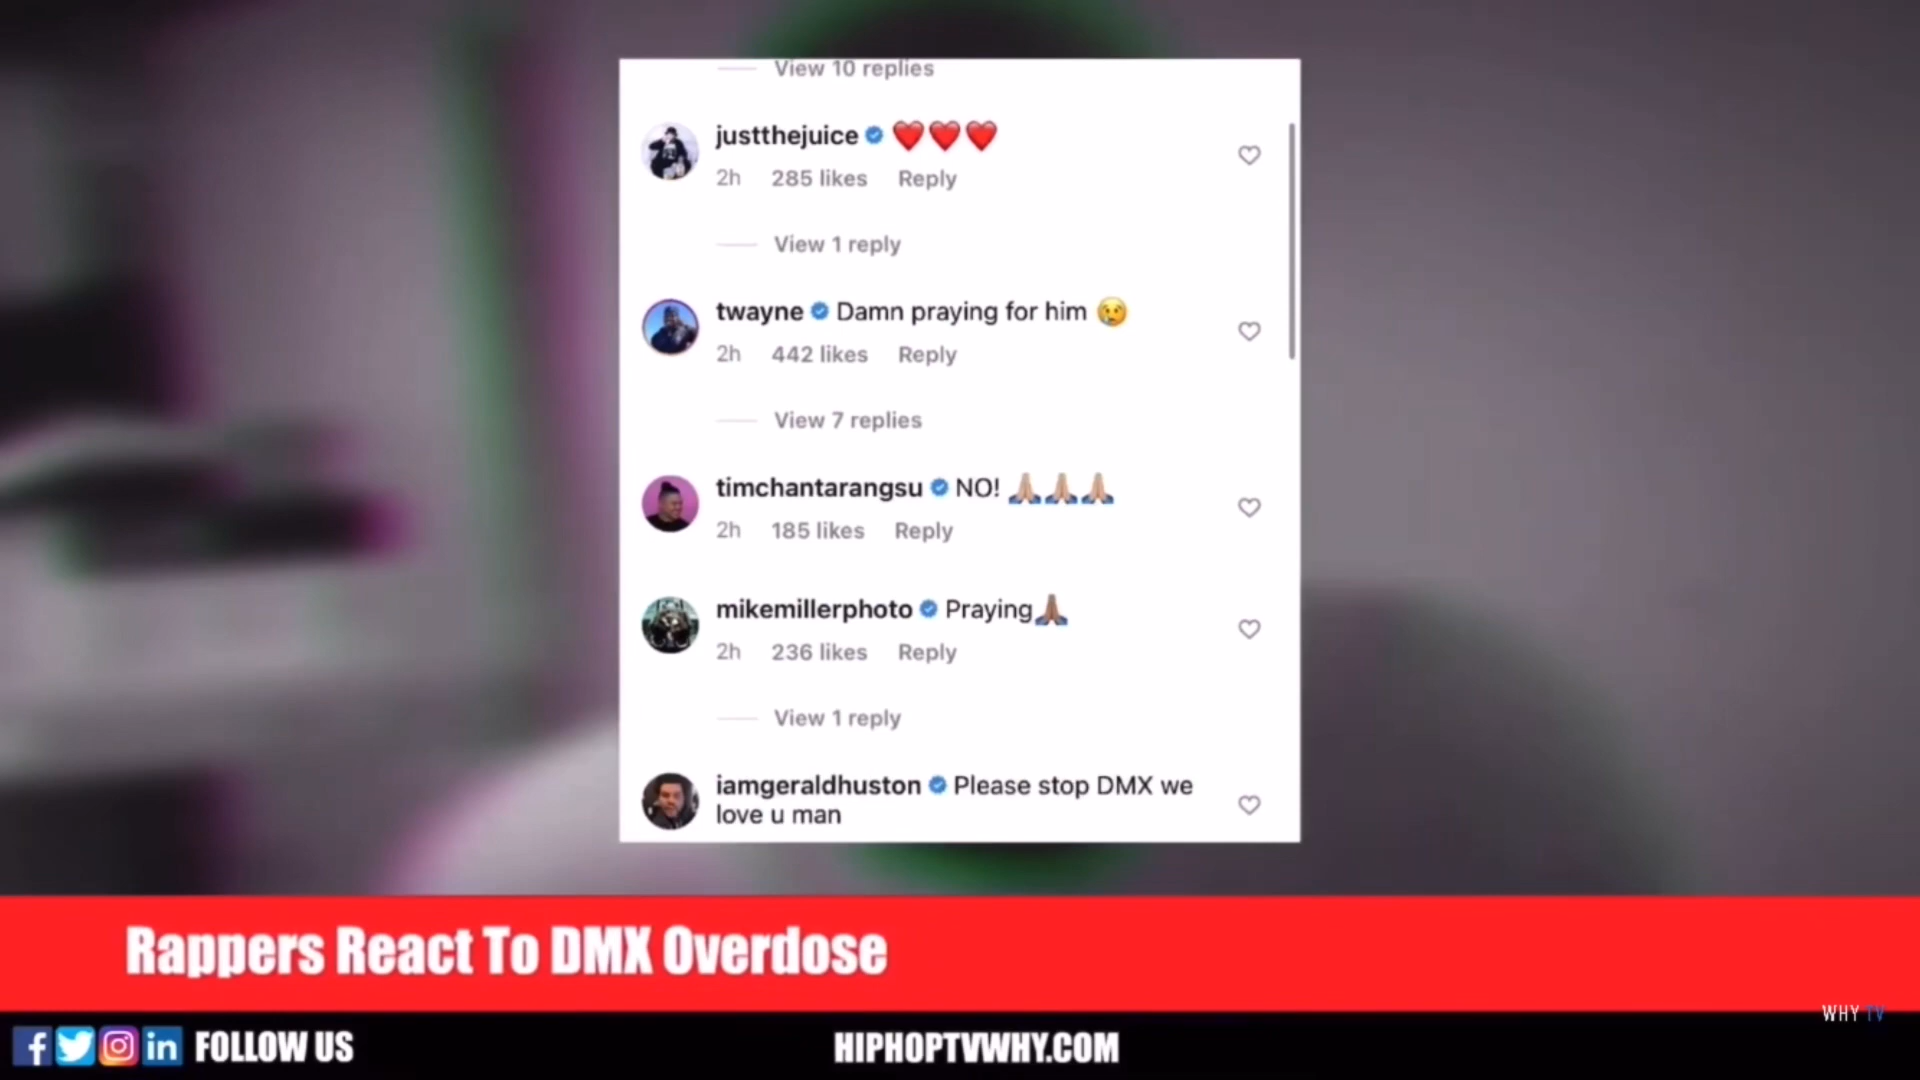 View 10 replies
justthejuice ❤️❤️❤️
2h 285 likes Reply
View 1 reply
twayne Damn praying for him 😢
2h 442 likes Reply
View 7 replies
timchantarangsu NO! 🙏🏼🙏🏼🙏🏼
2h 185 likes Reply
mikemillerphoto Praying🙏🏾
2h 236 likes Reply
View 1 reply
iamgeraldhuston Please stop DMX we
love u man
Rappers React To DMX Overdose
WHY TV
FOLLOW US
HIPHOPTVWHY.COM